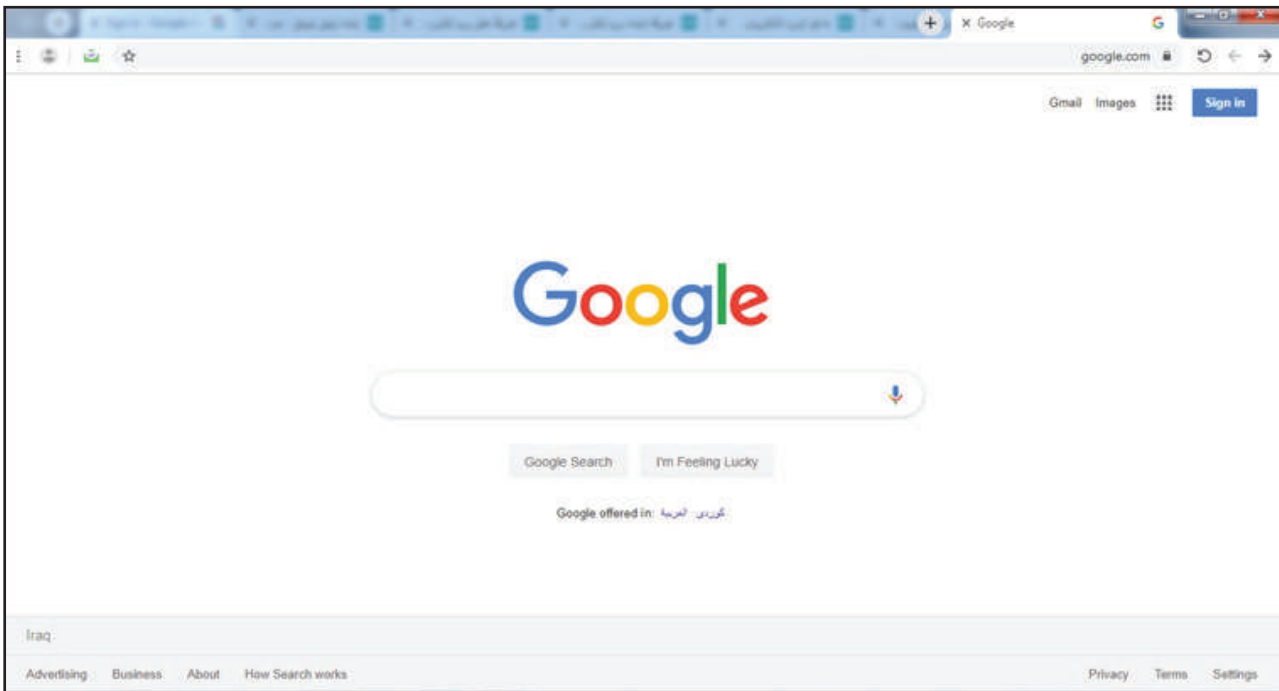 Google
google.com
Gmail Images Sign in
Google
Google Search I'm Feeling Lucky
Google offered in: العربية كوردی
Iraq
Advertising Business About How Search works Privacy Terms Settings